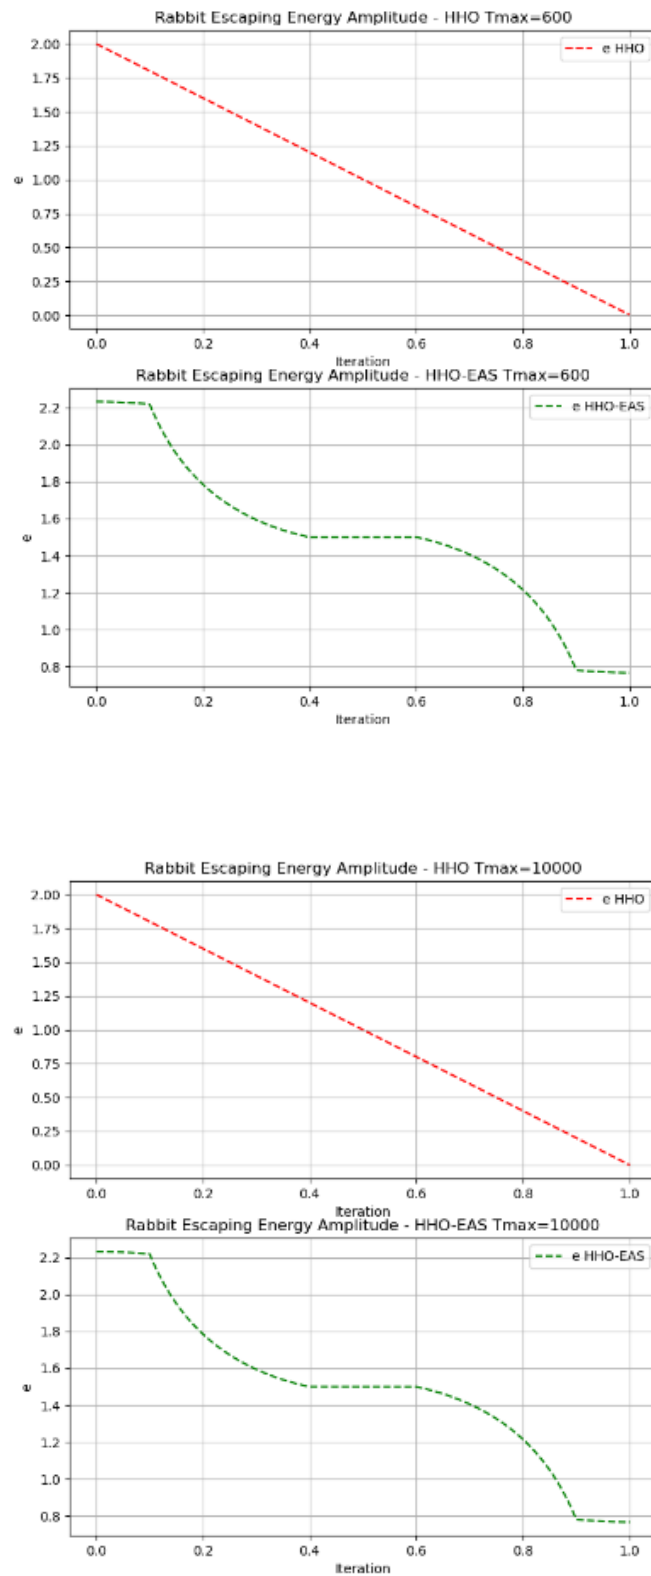 Rabbit Escaping Energy Amplitude - HHO Tmax=600
e HHO
2.00
1.75
1.50
1.25
1.00
0.75
0.50
0.25
0.00
e
0.0 0.2 0.4 0.6 0.8 1.0
Iteration
Rabbit Escaping Energy Amplitude - HHO-EAS Tmax=600
e HHO-EAS
2.2
2.0
1.8
1.6
1.4
1.2
1.0
0.8
e
0.0 0.2 0.4 0.6 0.8 1.0
Iteration
Rabbit Escaping Energy Amplitude - HHO Tmax=10000
e HHO
2.00
1.75
1.50
1.25
1.00
0.75
0.50
0.25
0.00
e
0.0 0.2 0.4 0.6 0.8 1.0
Iteration
Rabbit Escaping Energy Amplitude - HHO-EAS Tmax=10000
e HHO-EAS
2.2
2.0
1.8
1.6
1.4
1.2
1.0
0.8
e
0.0 0.2 0.4 0.6 0.8 1.0
Iteration